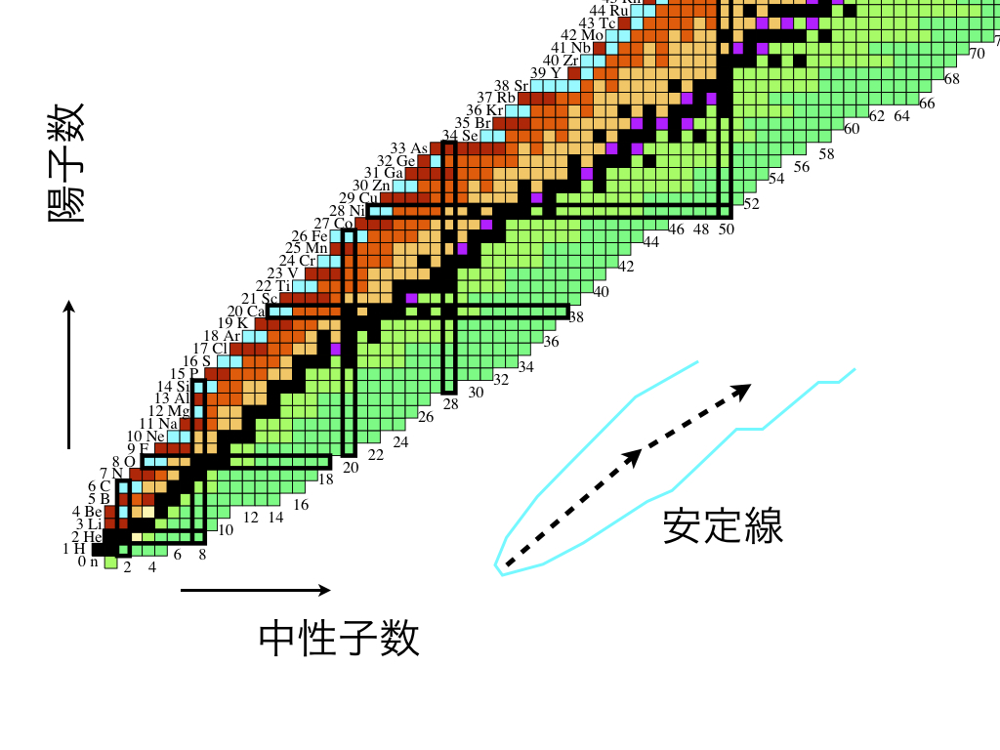 44 Ru
43 Tc
42 Mo
41 Nb
40 Zr
39 Y
38 Sr
37 Rb
36 Kr
35 Br
34 Se
33 As
32 Ge
31 Ga
30 Zn
29 Cu
28 Ni
27 Co
26 Fe
25 Mn
24 Cr
23 V
22 Ti
21 Sc
20 Ca
19 K
18 Ar
17 Cl
16 S
15 P
14 Si
13 Al
12 Mg
11 Na
10 Ne
9 F
8 O
7 N
6 C
5 B
4 Be
3 Li
2 He
1 H
0 n
2
4
6
8
10
12
14
16
18
20
22
24
26
28
30
32
34
36
38
40
42
44
46
48
50
52
54
56
58
60
62
64
66
68
70
陽子数
安定線
中性子数